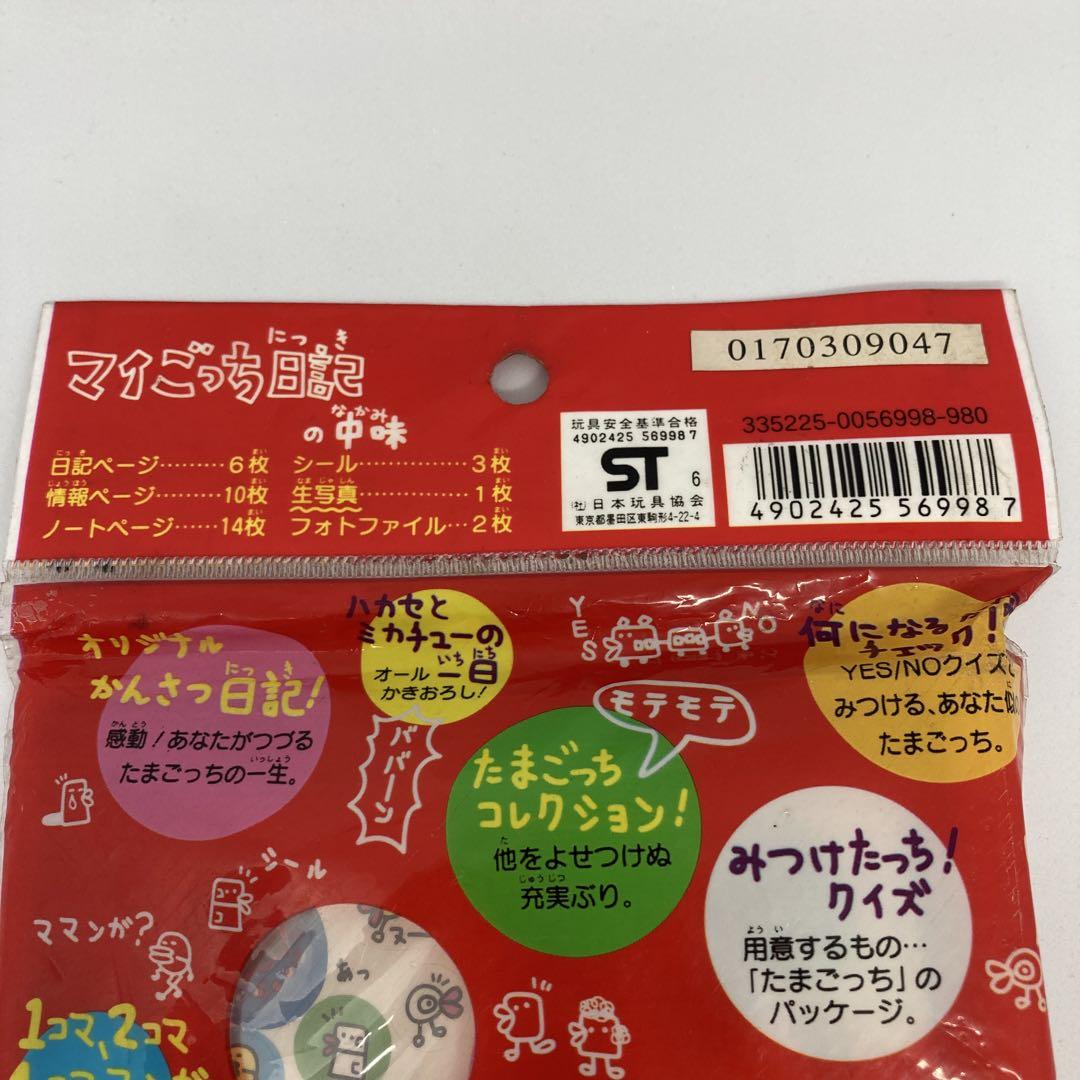 マイごっち日記
にっき
の中味
なかみ
日記ページ………6枚
情報ページ………10枚
ノートページ……14枚
シール……………3枚
生写真……………1枚
フォトファイル…2枚
玩具安全基準合格
4902425 569987
ST 6
(社)日本玩具協会
東京都墨田区東駒形4-22-4
0170309047
335225-0056998-980
4902425 569987
オリジナル
かんさつ日記!
感動!あなたがつづる
たまごっちの一生。
ハカセと
ミカチューの
オール一日
かきおろし!
ババーン
YES
NO
何になるか!
チェック
YES/NOクイズ
みつける、あなた似の
たまごっち。
モテモテ
たまごっち
コレクション!
他をよせつけぬ
充実ぶり。
みつけたっち!
クイズ
用意するもの…
「たまごっち」の
パッケージ。
シール
ママンが?
あっ
1コマ、2コマ